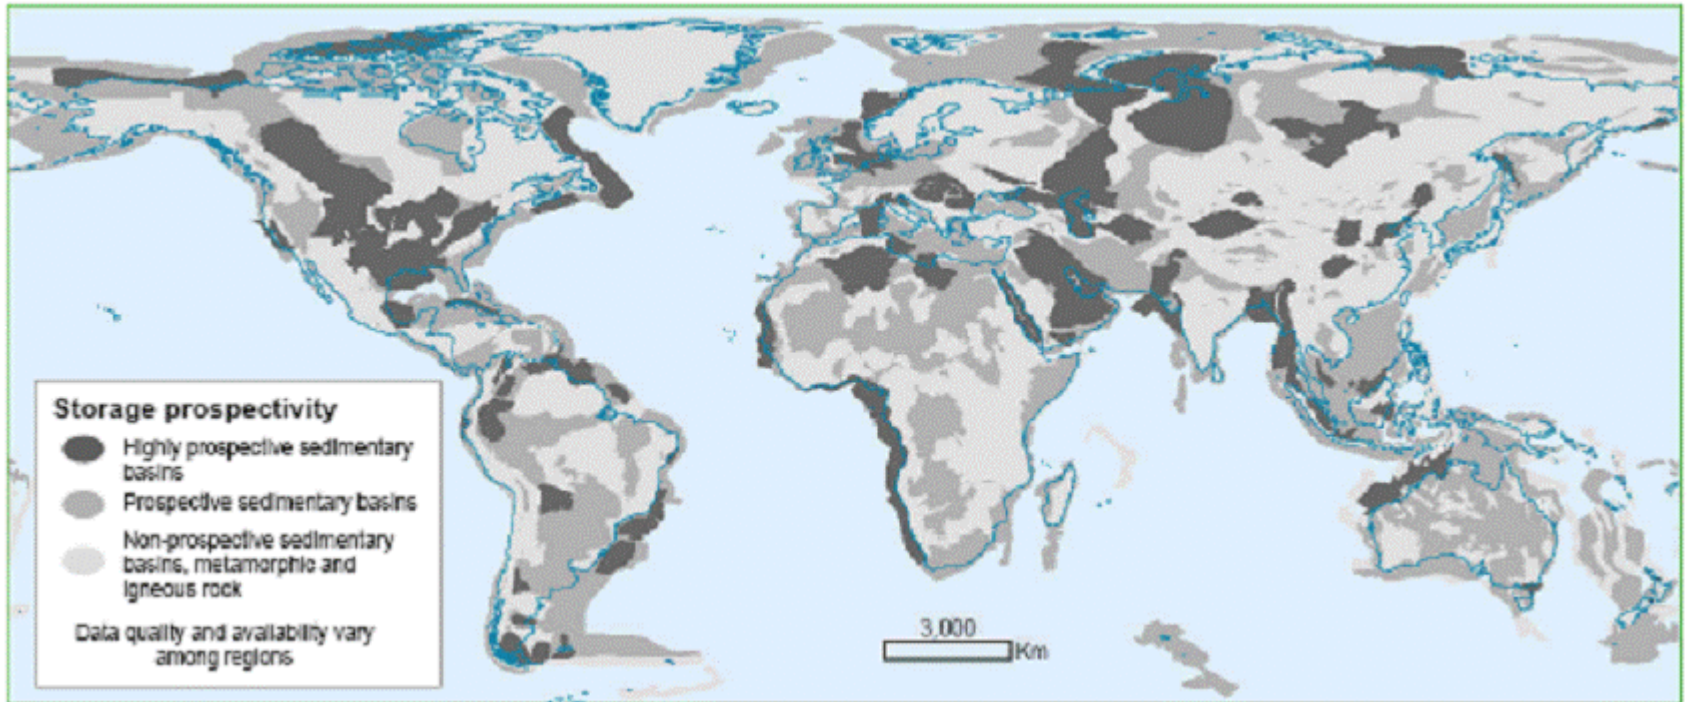 Storage prospectivity
Highly prospective sedimentary
basins
Prospective sedimentary basins
Non-prospective sedimentary
basins, metamorphic and
igneous rock
Data quality and availability vary
among regions
3,000
Km